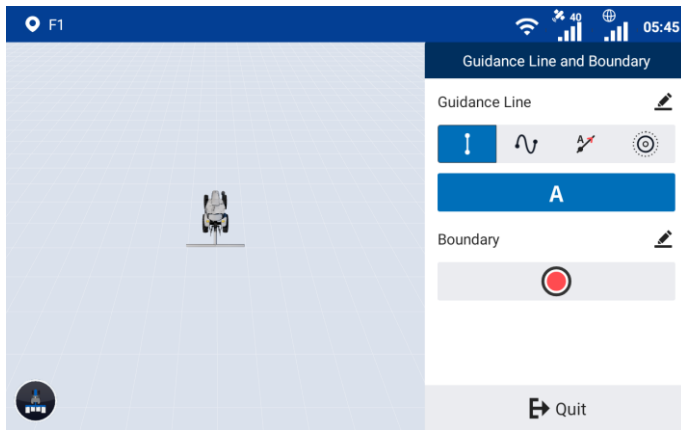 F1
40
05:45
Guidance Line and Boundary
Guidance Line
A
A
Boundary
Quit